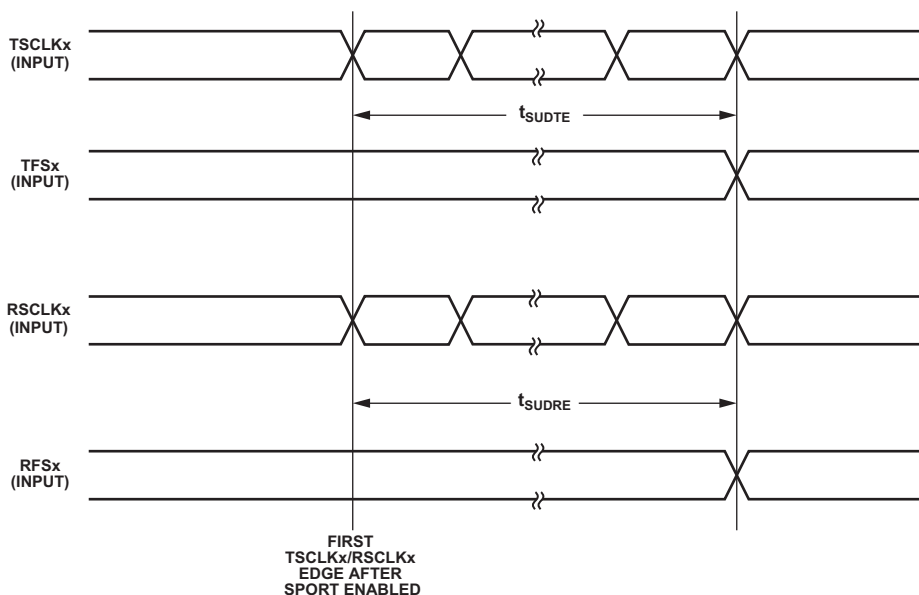 TSCLKx
(INPUT)
tSUDTE
TFSx
(INPUT)
RSCLKx
(INPUT)
tSUDRE
RFSx
(INPUT)
FIRST
TSCLKx/RSCLKx
EDGE AFTER
SPORT ENABLED